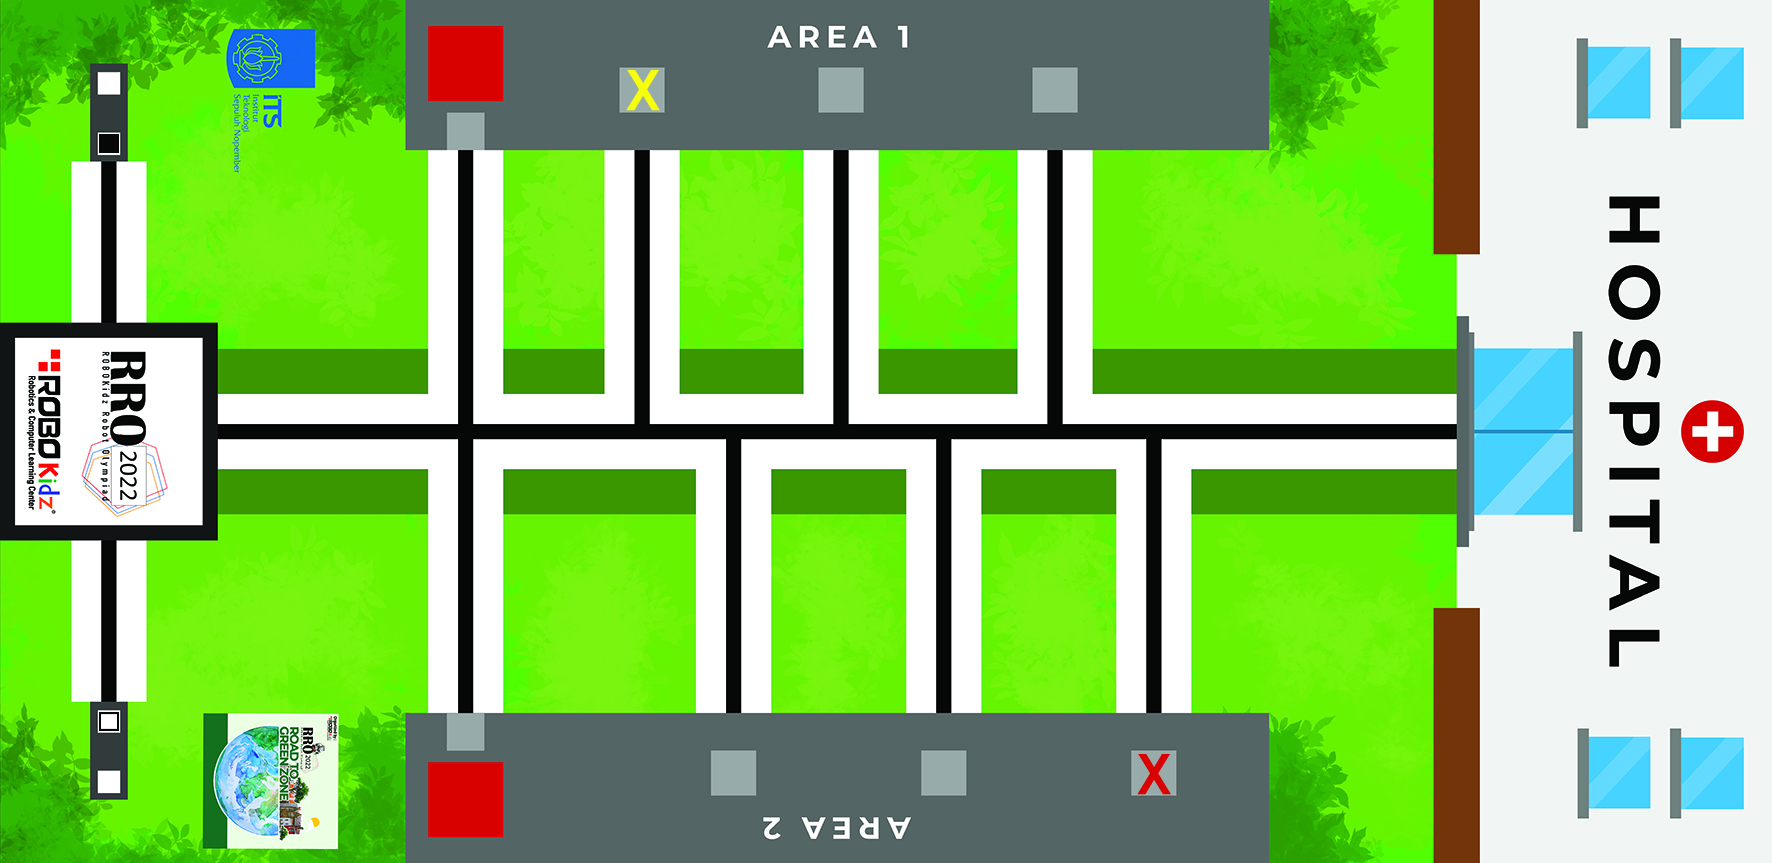 AREA 1
X
ITS
Institut
Teknologi
Sepuluh Nopember
RRO
2022
ROBOKidz Robot Olympiad
ROBOKidz
Robotics & Computer Learning Center
HOSPITAL
RRO
2022
ROAD TO
GREEN ZONE
X
AREA 2